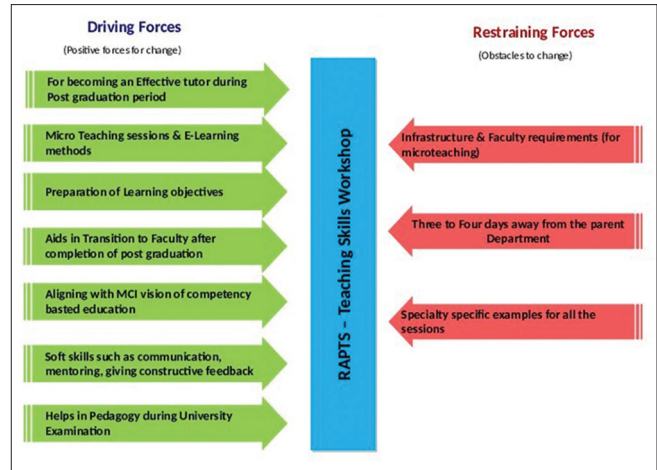 Driving Forces
(Positive forces for change)
For becoming an Effective tutor during
Post graduation period
Micro Teaching sessions & E-Learning
methods
Preparation of Learning objectives
Aids in Transition to Faculty after
completion of post graduation
Aligning with MCI vision of competency
basted education
Soft skills such as communication,
mentoring, giving constructive feedback
Helps in Pedagogy during University
Examination
RAPTS – Teaching Skills Workshop
Restraining Forces
(Obstacles to change)
Infrastructure & Faculty requirements (for
microteaching)
Three to Four days away from the parent
Department
Specialty specific examples for all the
sessions